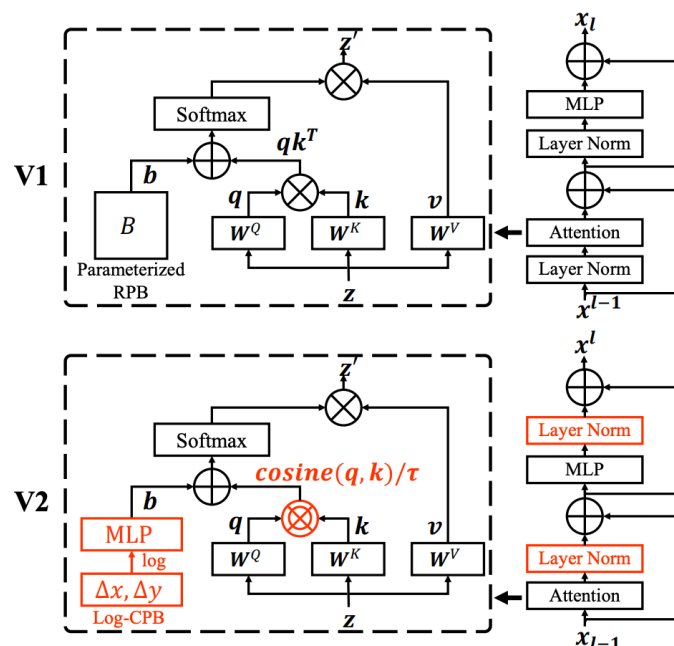 V1
z'
Softmax
qk^T
b
q
k
v
B
W^Q
W^K
W^V
Parameterized
RPB
z
x_l
MLP
Layer Norm
Attention
Layer Norm
x^{l-1}
V2
z'
Softmax
cosine(q, k)/τ
b
q
k
v
MLP
log
Δx, Δy
Log-CPB
W^Q
W^K
W^V
z
x^l
Layer Norm
MLP
Layer Norm
Attention
x_{l-1}